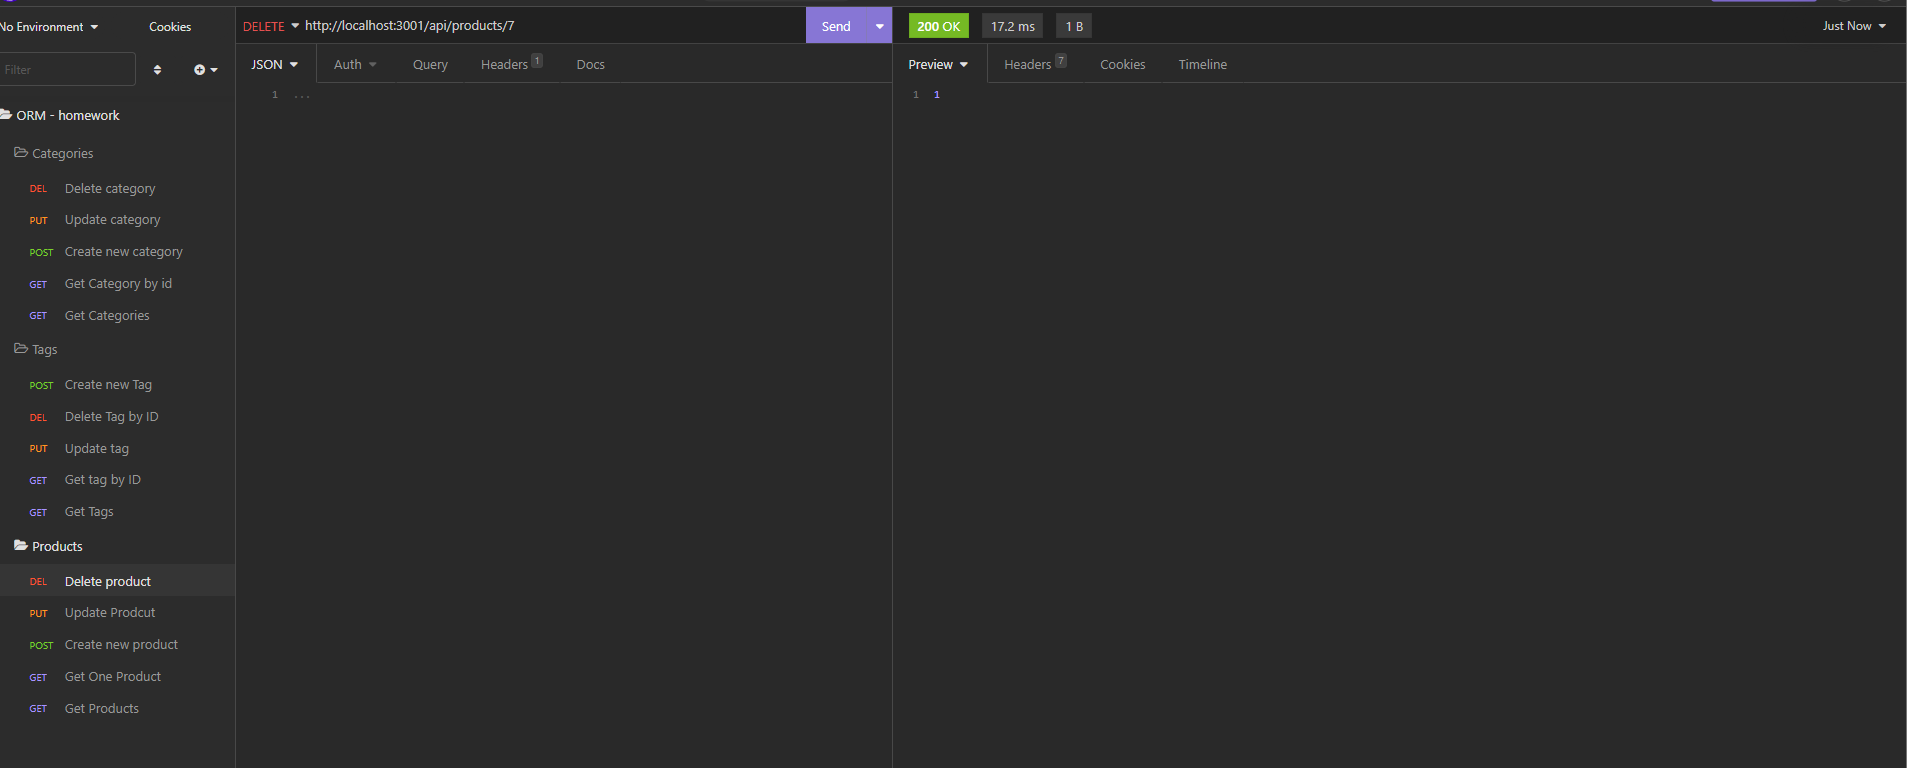 No Environment Cookies
DELETE http://localhost:3001/api/products/7 Send
200 OK 17.2 ms 1 B Just Now
Filter
JSON Auth Query Headers 1 Docs
Preview Headers 7 Cookies Timeline
1 ...
1 1
ORM - homework
Categories
DEL Delete category
PUT Update category
POST Create new category
GET Get Category by id
GET Get Categories
Tags
POST Create new Tag
DEL Delete Tag by ID
PUT Update tag
GET Get tag by ID
GET Get Tags
Products
DEL Delete product
PUT Update Prodcut
POST Create new product
GET Get One Product
GET Get Products